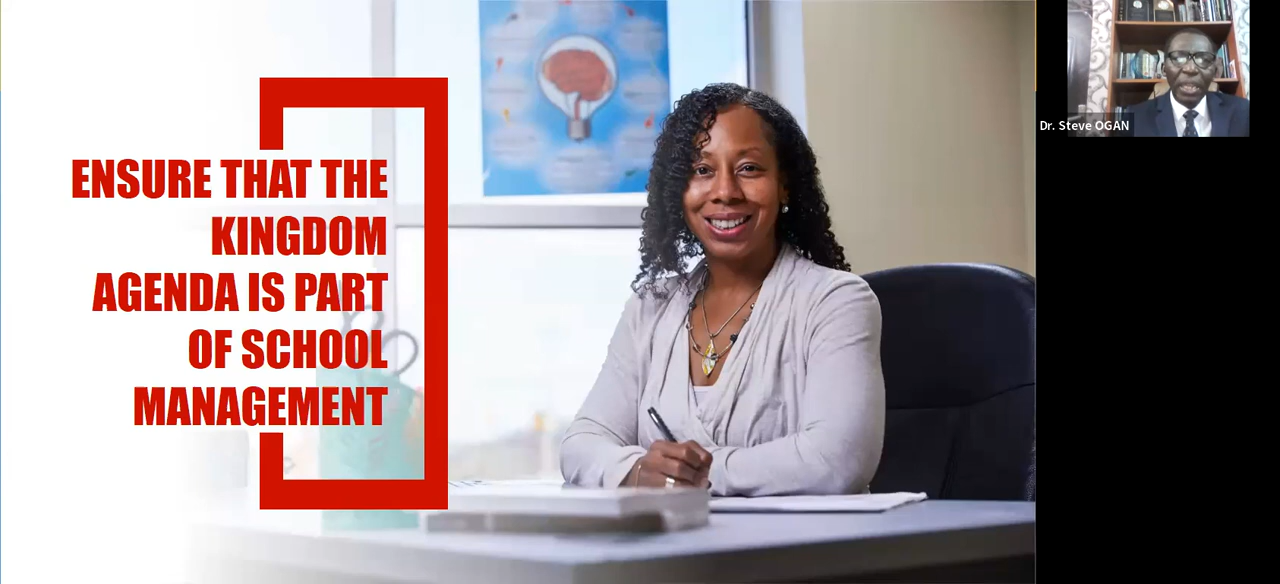 ENSURE THAT THE
KINGDOM
AGENDA IS PART
OF SCHOOL
MANAGEMENT
Dr. Steve OGAN